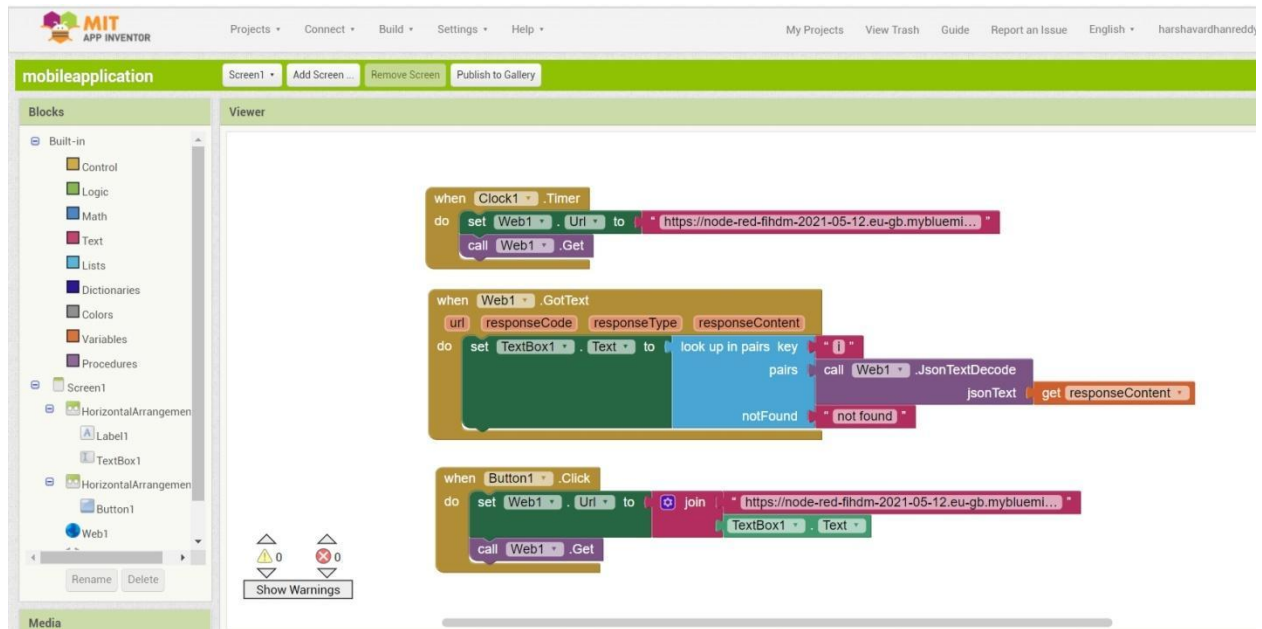 MIT
APP INVENTOR
Projects Connect Build Settings Help My Projects View Trash Guide Report an Issue English harshavardhanreddy
mobileapplication Screen1 Add Screen ... Remove Screen Publish to Gallery
Blocks
Built-in
Control
Logic
Math
Text
Lists
Dictionaries
Colors
Variables
Procedures
Screen1
HorizontalArrangemen
Label1
TextBox1
HorizontalArrangemen
Button1
Web1
Rename Delete
Media
Viewer
when Clock1 .Timer
do set Web1 . Url to " https://node-red-fihdm-2021-05-12.eu-gb.mybluemi... "
call Web1 .Get
when Web1 .GotText
url responseCode responseType responseContent
do set TextBox1 . Text to look up in pairs key " i "
pairs call Web1 .JsonTextDecode
jsonText get responseContent
notFound " not found "
when Button1 .Click
do set Web1 . Url to join " https://node-red-fihdm-2021-05-12.eu-gb.mybluemi... "
TextBox1 . Text
call Web1 .Get
0 0
Show Warnings